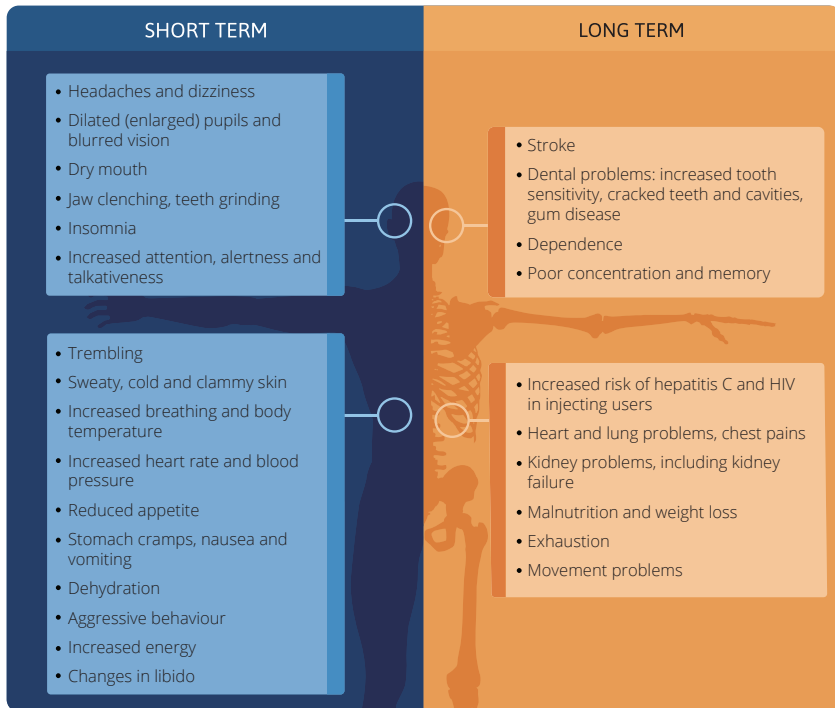 SHORT TERM
• Headaches and dizziness
• Dilated (enlarged) pupils and
blurred vision
• Dry mouth
• Jaw clenching, teeth grinding
• Insomnia
• Increased attention, alertness and
talkativeness
• Trembling
• Sweaty, cold and clammy skin
• Increased breathing and body
temperature
• Increased heart rate and blood
pressure
• Reduced appetite
• Stomach cramps, nausea and
vomiting
• Dehydration
• Aggressive behaviour
• Increased energy
• Changes in libido
LONG TERM
• Stroke
• Dental problems: increased tooth
sensitivity, cracked teeth and cavities,
gum disease
• Dependence
• Poor concentration and memory
• Increased risk of hepatitis C and HIV
in injecting users
• Heart and lung problems, chest pains
• Kidney problems, including kidney
failure
• Malnutrition and weight loss
• Exhaustion
• Movement problems